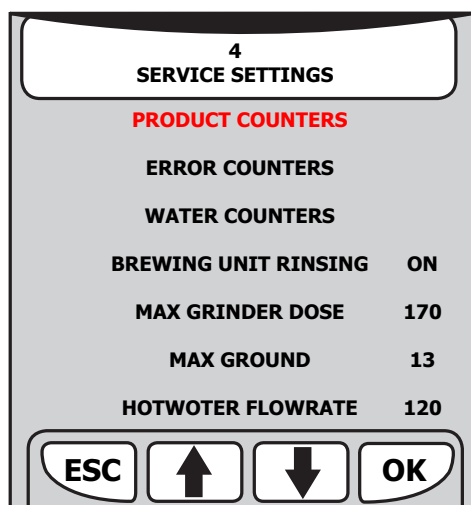 4
SERVICE SETTINGS
PRODUCT COUNTERS
ERROR COUNTERS
WATER COUNTERS
BREWING UNIT RINSING ON
MAX GRINDER DOSE 170
MAX GROUND 13
HOTWOTER FLOWRATE 120
ESC OK